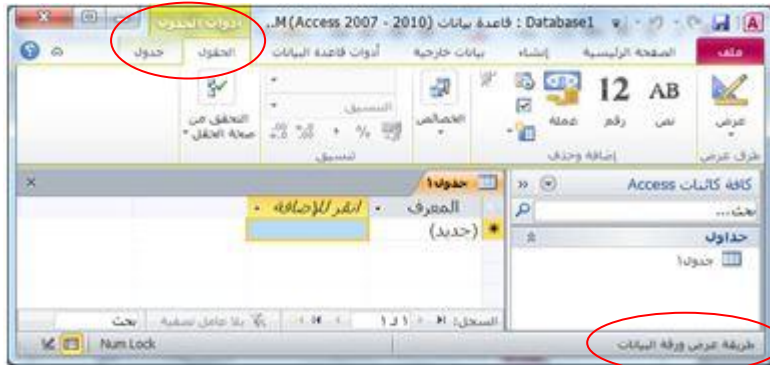 Database1 : قاعدة بيانات (Access 2007 - 2010) M..
أدوات الجدول
ملف
الصفحة الرئيسية
إنشاء
بيانات خارجية
أدوات قاعدة البيانات
الحقول
جدول
عرض
AB
نص
12
رقم
عملة
الخصائص
التنسيق
التحقق من
صحة الحقل
طرق عرض
إضافة وحذف
تنسيق
كافة كائنات Access
بحث...
جداول
جدول1
جدول1
المعرف
انقر للإضافة
(جديد)
السجل: 1 لـ 1
بلا عامل تصفية
بحث
طريقة عرض ورقة البيانات
Num Lock